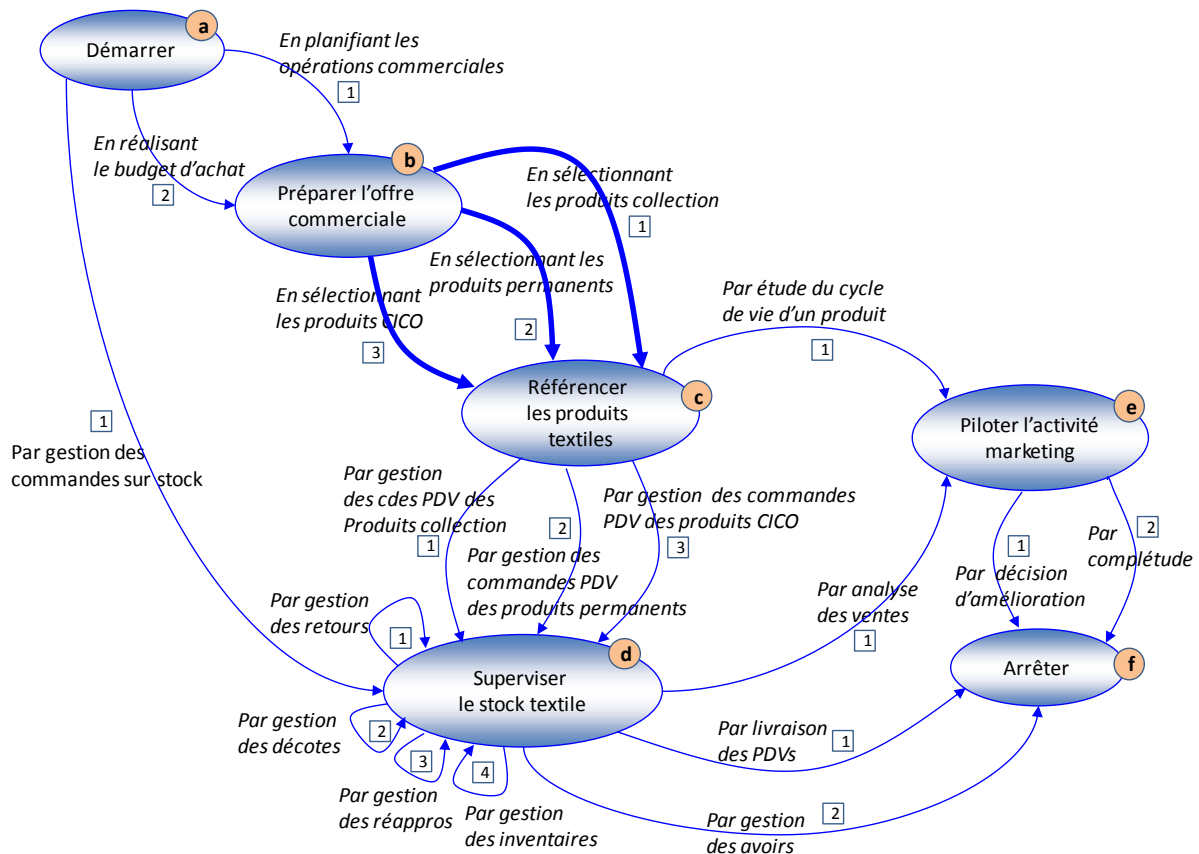 a
Démarrer
En planifiant les
opérations commerciales
1
En réalisant
le budget d'achat
2
b
Préparer l'offre
commerciale
En sélectionnant
les produits collection
1
En sélectionnant les
produits permanents
2
En sélectionnant
les produits CICO
3
Par étude du cycle
de vie d'un produit
1
Référencer
les produits
textiles
c
e
Piloter l'activité
marketing
1
Par gestion des
commandes sur stock
Par gestion
des cdes PDV des
Produits collection
1
2
Par gestion des
commandes PDV
des produits permanents
Par gestion des commandes
PDV des produits CICO
3
1
Par décision
d'amélioration
2
Par
complétude
Par analyse
des ventes
1
Par gestion
des retours
1
d
Superviser
le stock textile
f
Arrêter
Par gestion
des décotes
2
3
4
Par gestion
des réappros
Par gestion
des inventaires
Par livraison
des PDVs
1
Par gestion
des avoirs
2